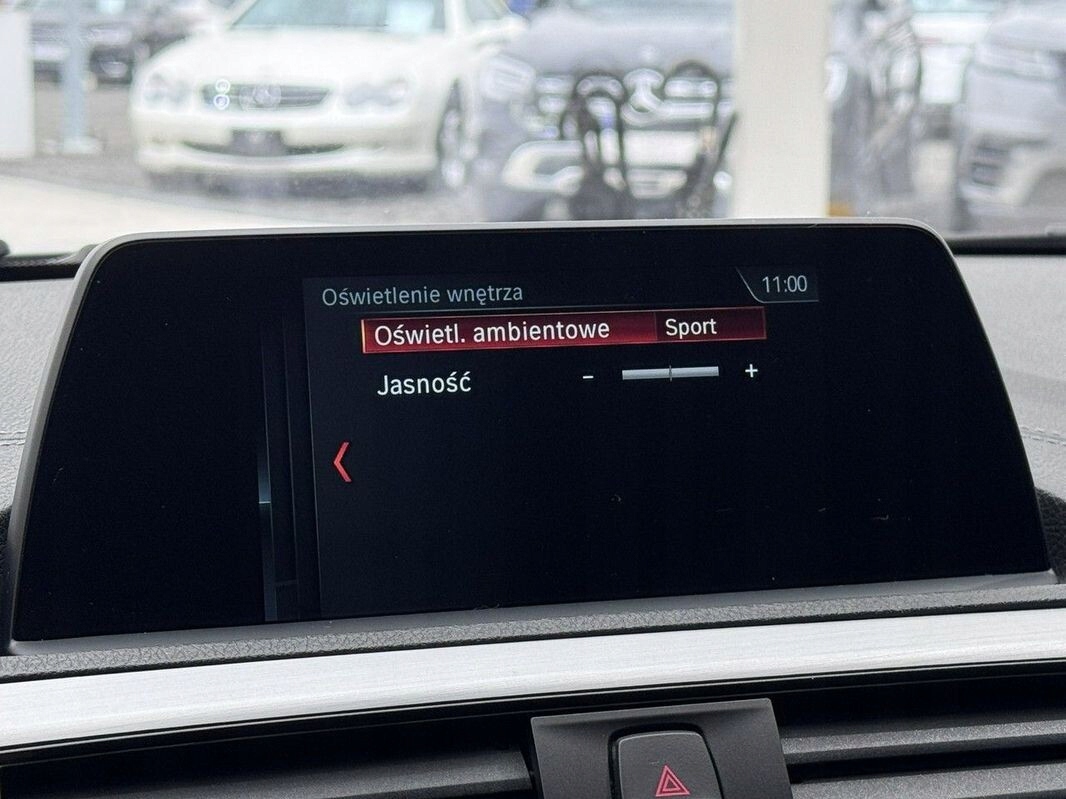 Oświetlenie wnętrza 11:00
Oświetl. ambientowe Sport
Jasność - +